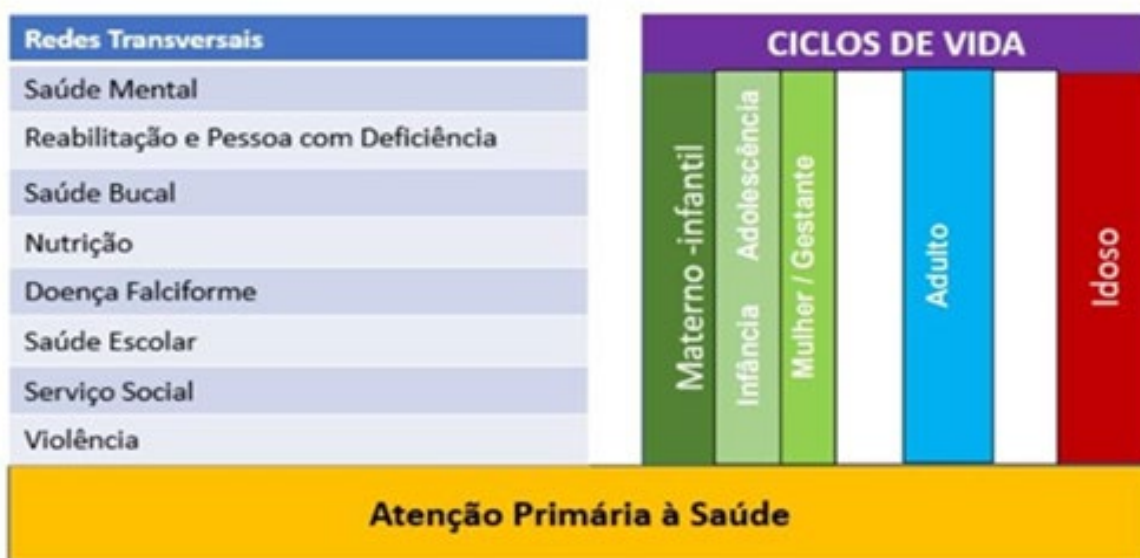 Redes Transversais
Saúde Mental
Reabilitação e Pessoa com Deficiência
Saúde Bucal
Nutrição
Doença Falciforme
Saúde Escolar
Serviço Social
Violência
CICLOS DE VIDA
Materno -infantil
Infância Adolescência
Mulher / Gestante
Adulto
Idoso
Atenção Primária à Saúde